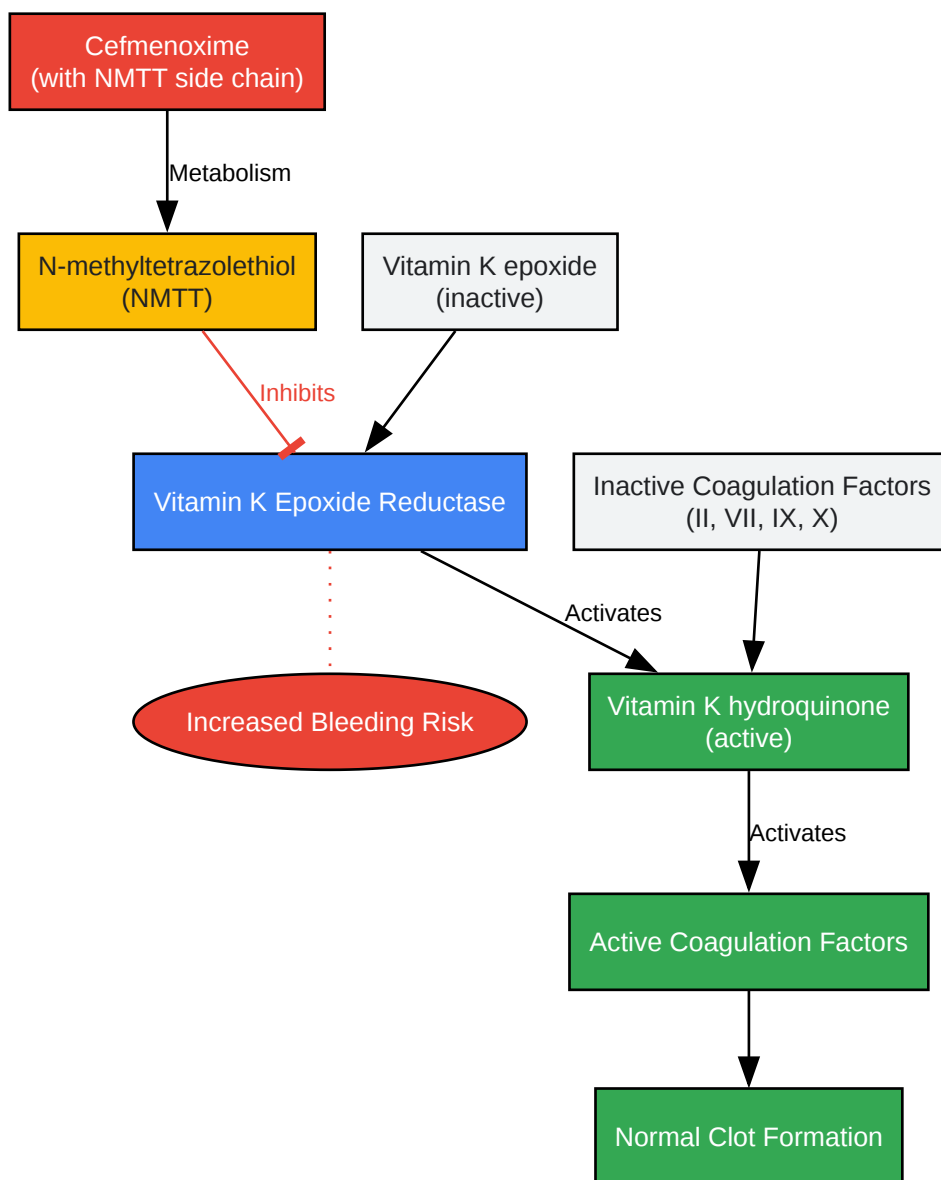 Cefmenoxime
(with NMTT side chain)
Metabolism
N-methyltetrazolethiol
(NMTT)
Vitamin K epoxide
(inactive)
Inhibits
Vitamin K Epoxide Reductase
Inactive Coagulation Factors
(II, VII, IX, X)
Activates
Increased Bleeding Risk
Vitamin K hydroquinone
(active)
Activates
Active Coagulation Factors
Normal Clot Formation